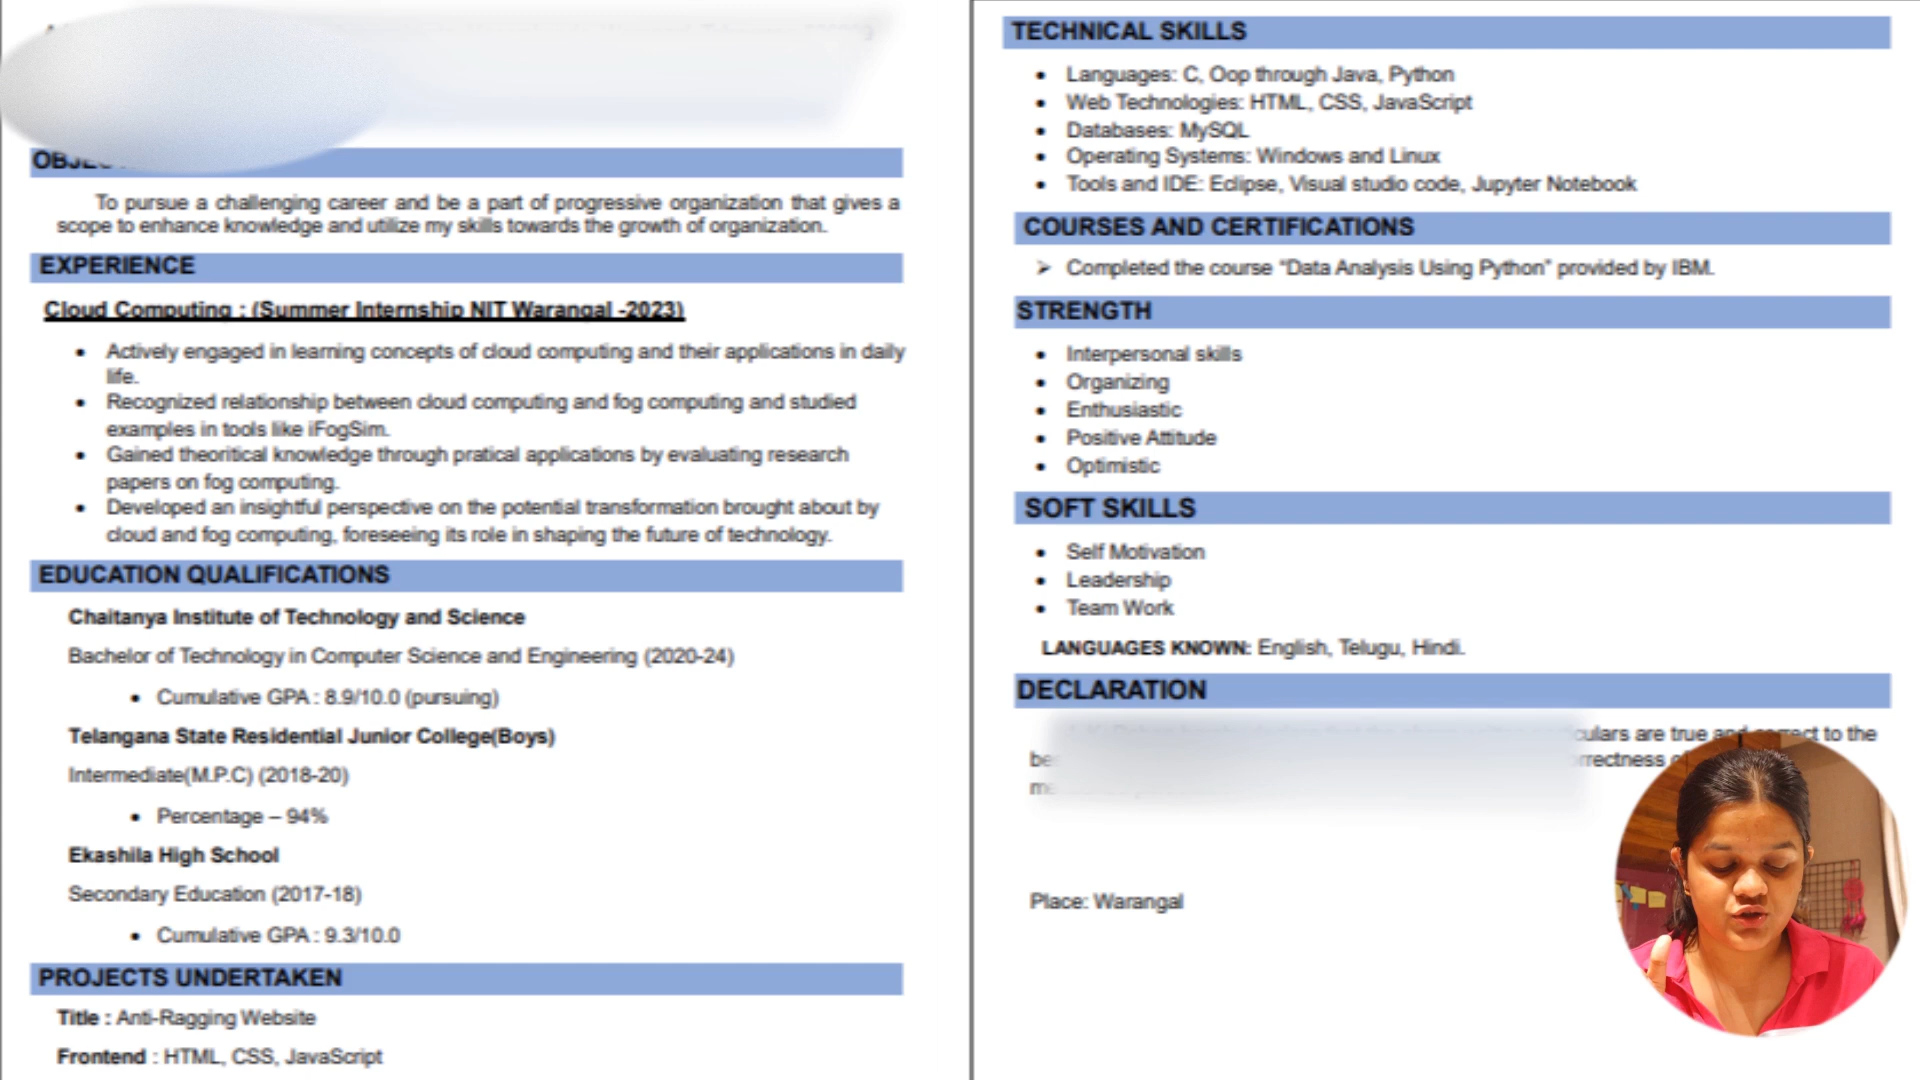 OBJE
To pursue a challenging career and be a part of progressive organization that gives a
scope to enhance knowledge and utilize my skills towards the growth of organization.
EXPERIENCE
Cloud Computing : (Summer Internship NIT Warangal -2023)
• Actively engaged in learning concepts of cloud computing and their applications in daily
life.
• Recognized relationship between cloud computing and fog computing and studied
examples in tools like iFogSim.
• Gained theoritical knowledge through pratical applications by evaluating research
papers on fog computing.
• Developed an insightful perspective on the potential transformation brought about by
cloud and fog computing, foreseeing its role in shaping the future of technology.
EDUCATION QUALIFICATIONS
Chaitanya Institute of Technology and Science
Bachelor of Technology in Computer Science and Engineering (2020-24)
• Cumulative GPA : 8.9/10.0 (pursuing)
Telangana State Residential Junior College(Boys)
Intermediate(M.P.C) (2018-20)
• Percentage – 94%
Ekashila High School
Secondary Education (2017-18)
• Cumulative GPA : 9.3/10.0
PROJECTS UNDERTAKEN
Title : Anti-Ragging Website
Frontend : HTML, CSS, JavaScript
TECHNICAL SKILLS
• Languages: C, Oop through Java, Python
• Web Technologies: HTML, CSS, JavaScript
• Databases: MySQL
• Operating Systems: Windows and Linux
• Tools and IDE: Eclipse, Visual studio code, Jupyter Notebook
COURSES AND CERTIFICATIONS
➢ Completed the course “Data Analysis Using Python” provided by IBM.
STRENGTH
• Interpersonal skills
• Organizing
• Enthusiastic
• Positive Attitude
• Optimistic
SOFT SKILLS
• Self Motivation
• Leadership
• Team Work
LANGUAGES KNOWN: English, Telugu, Hindi.
DECLARATION
culars are true and correct to the
be rrectness
Place: Warangal